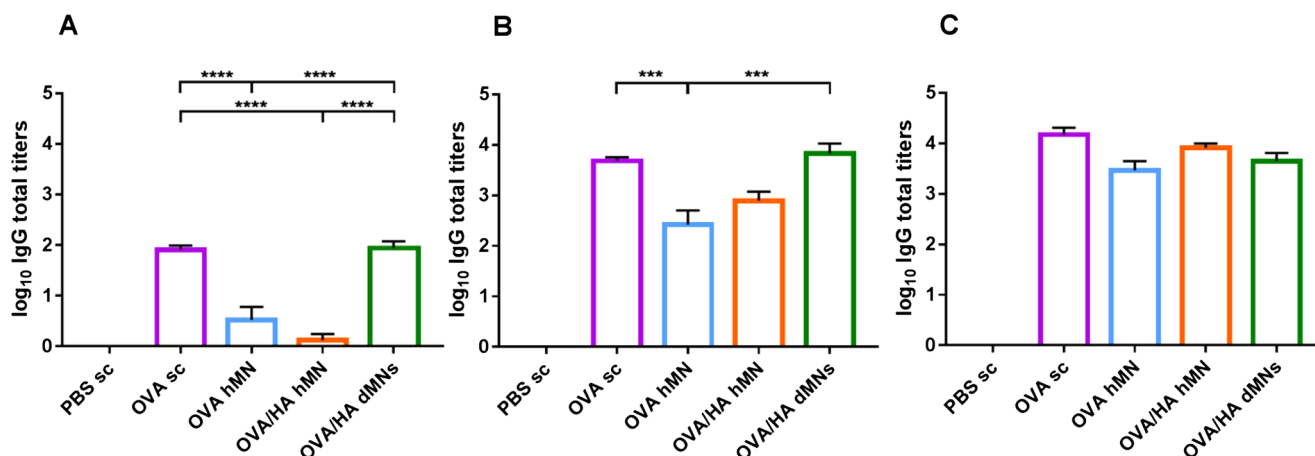 A
**** ****
**** ****
log10 IgG total titers
5
4
3
2
1
0
PBS sc
OVA sc
OVA hMN
OVA/HA hMN
OVA/HA dMNs
B
*** ***
log10 IgG total titers
5
4
3
2
1
0
PBS sc
OVA sc
OVA hMN
OVA/HA hMN
OVA/HA dMNs
C
log10 IgG total titers
5
4
3
2
1
0
PBS sc
OVA sc
OVA hMN
OVA/HA hMN
OVA/HA dMNs